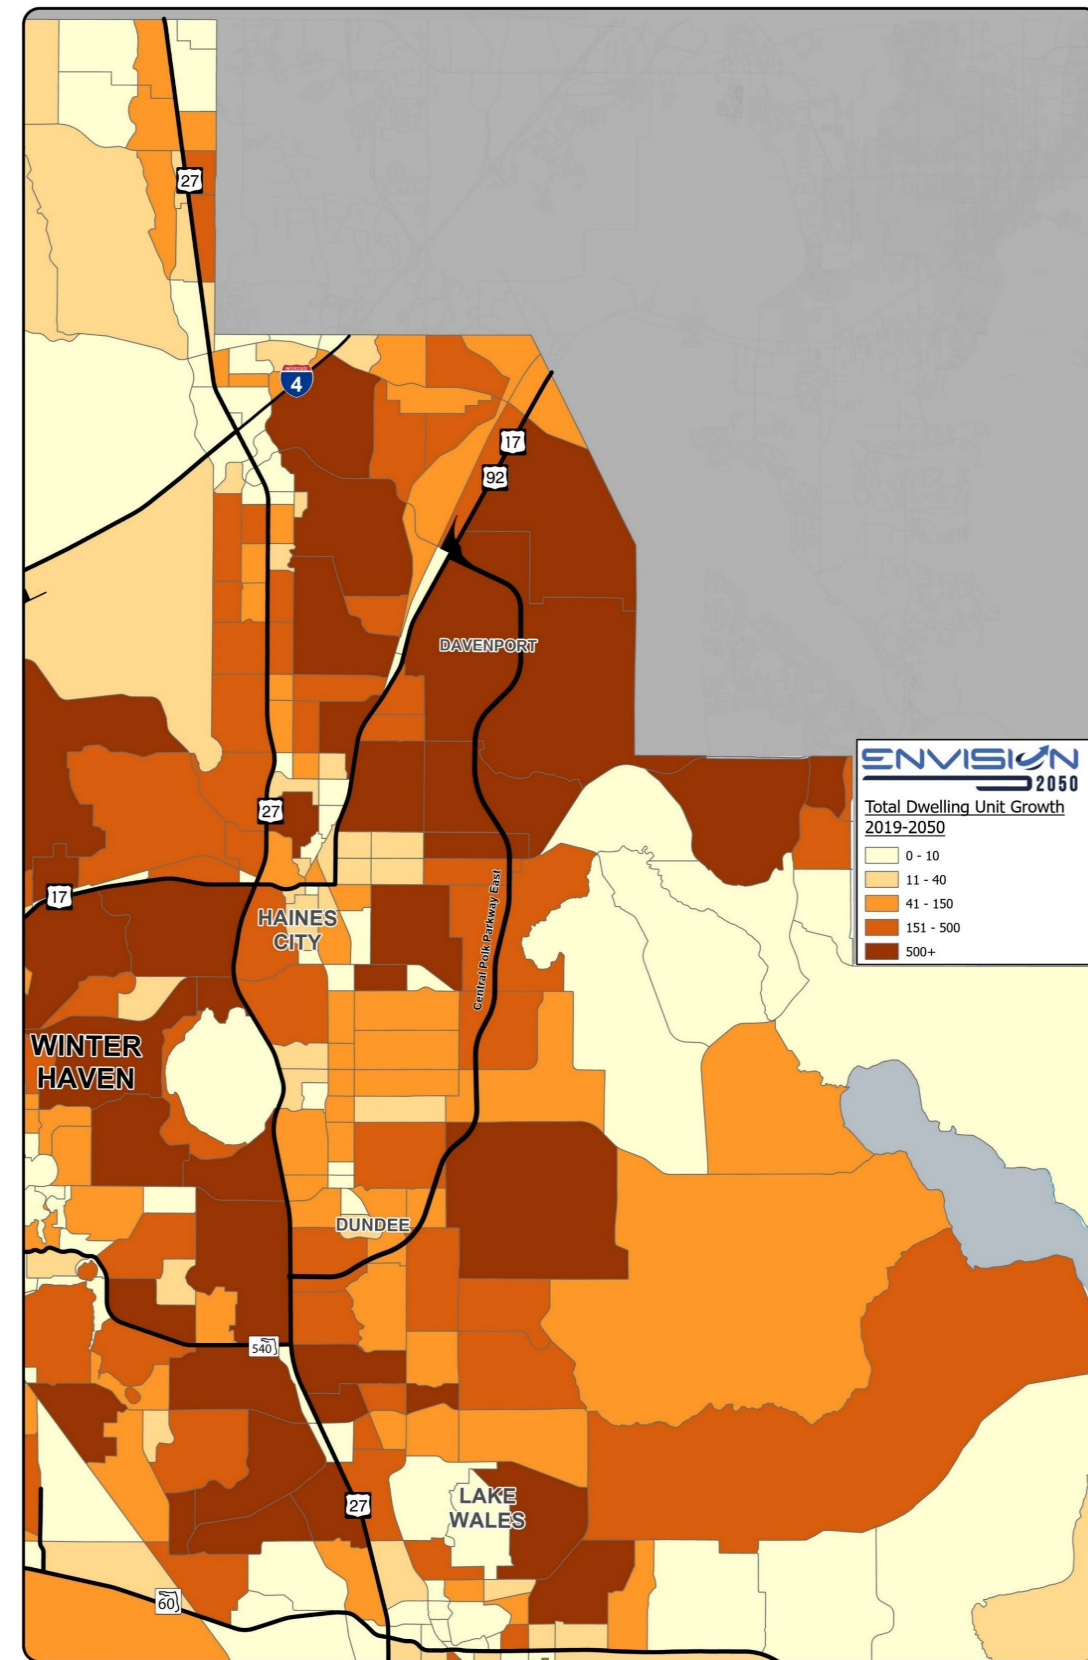 27
INTERSTATE
4
17
92
DAVENPORT
27
17
HAINES
CITY
Central Polk Parkway East
ENVISION
2050
Total Dwelling Unit Growth
2019-2050
0 - 10
11 - 40
41 - 150
151 - 500
500+
WINTER
HAVEN
DUNDEE
540
LAKE
WALES
27
60